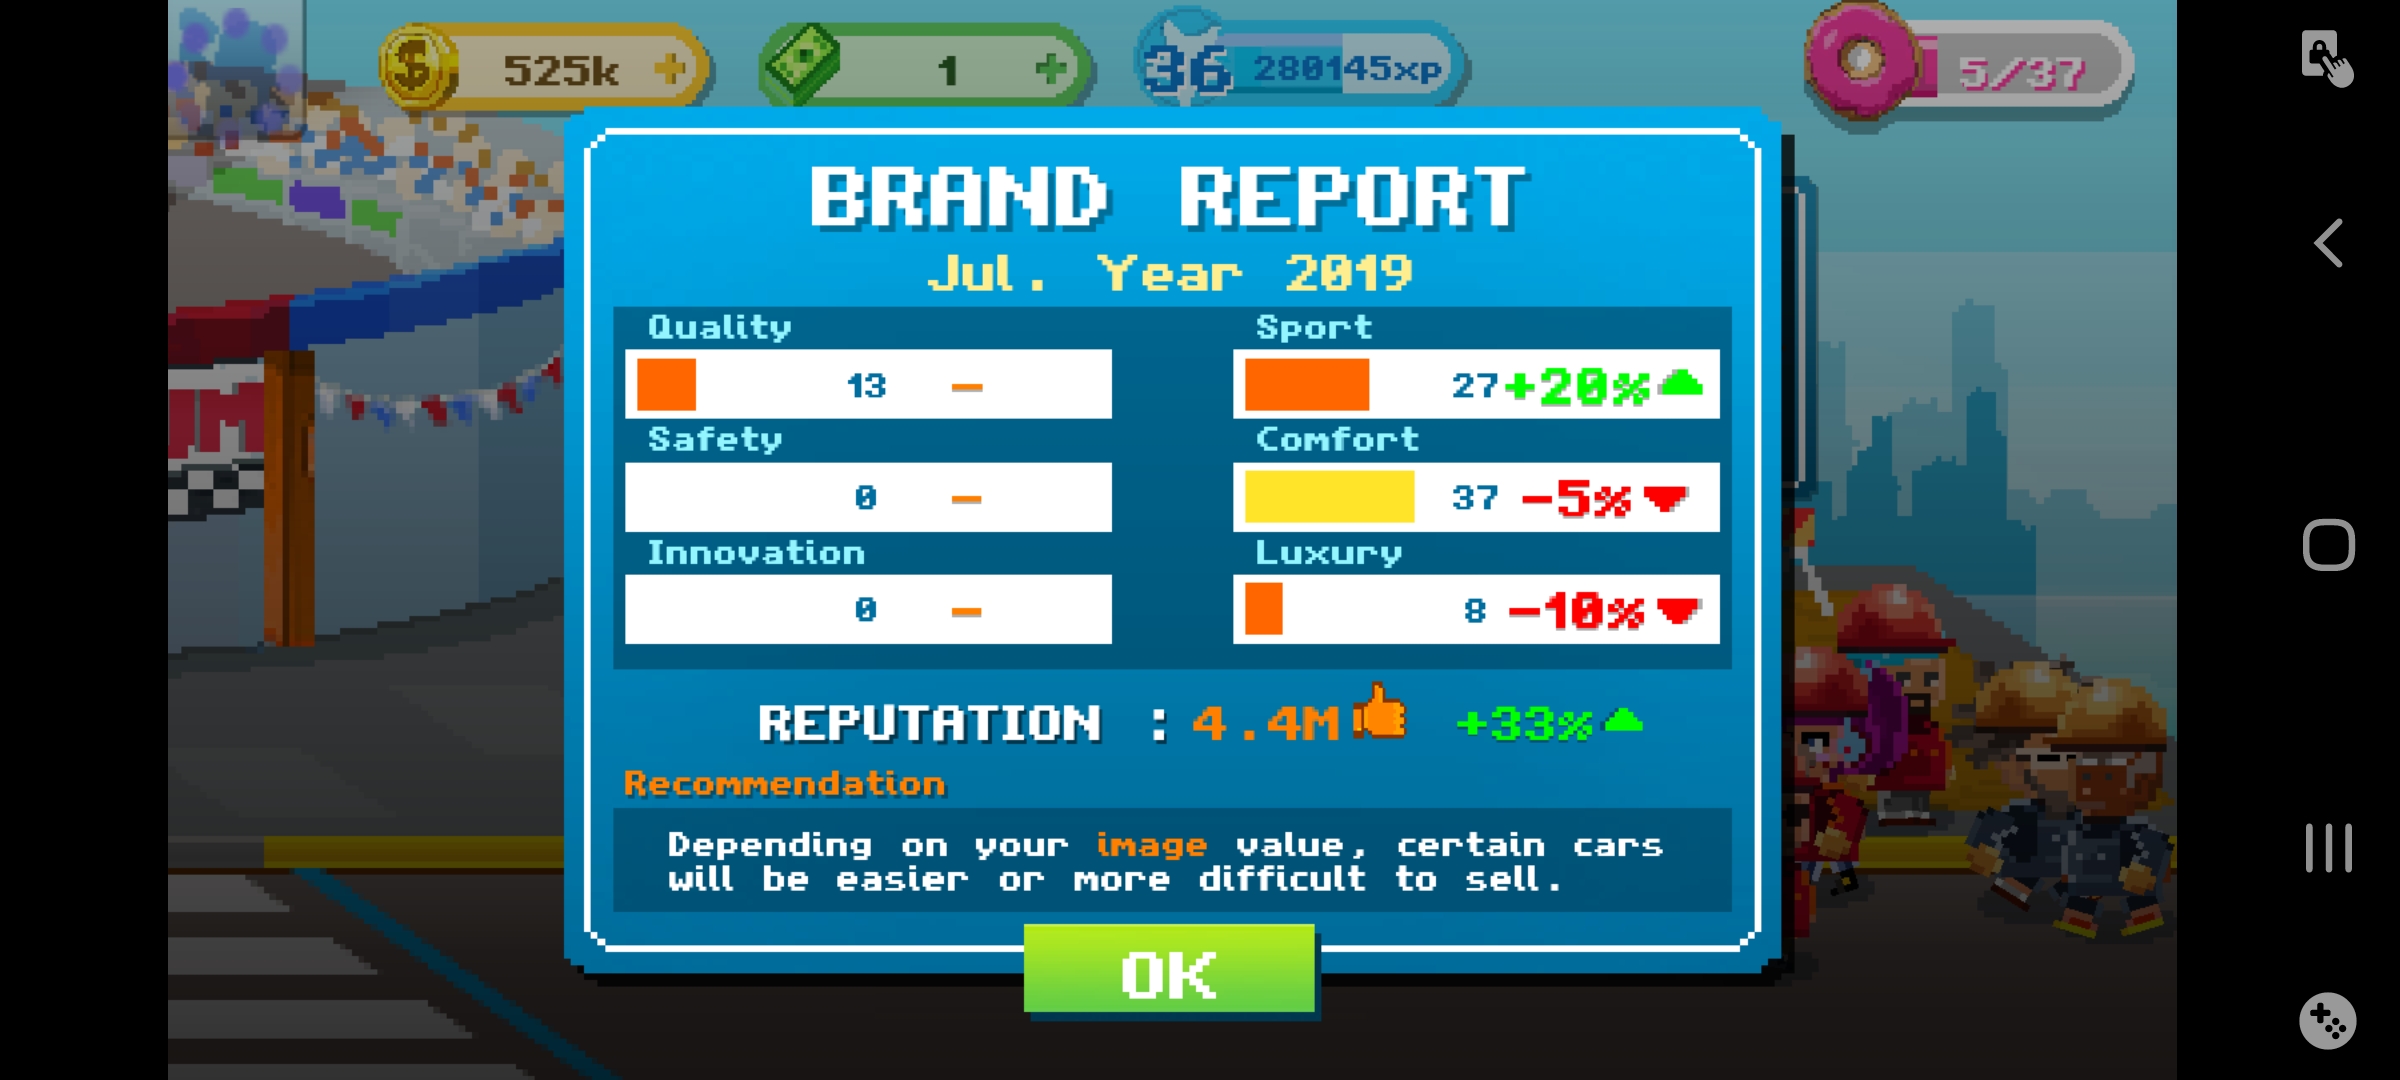 525k +
1 +
36 280145xp
5/37
BRAND REPORT
Jul. Year 2019
Quality
13 -
Sport
27 +20%
Safety
0 -
Comfort
37 -5%
Innovation
0 -
Luxury
8 -10%
REPUTATION : 4.4M +33%
Recommendation
Depending on your image value, certain cars
will be easier or more difficult to sell.
OK